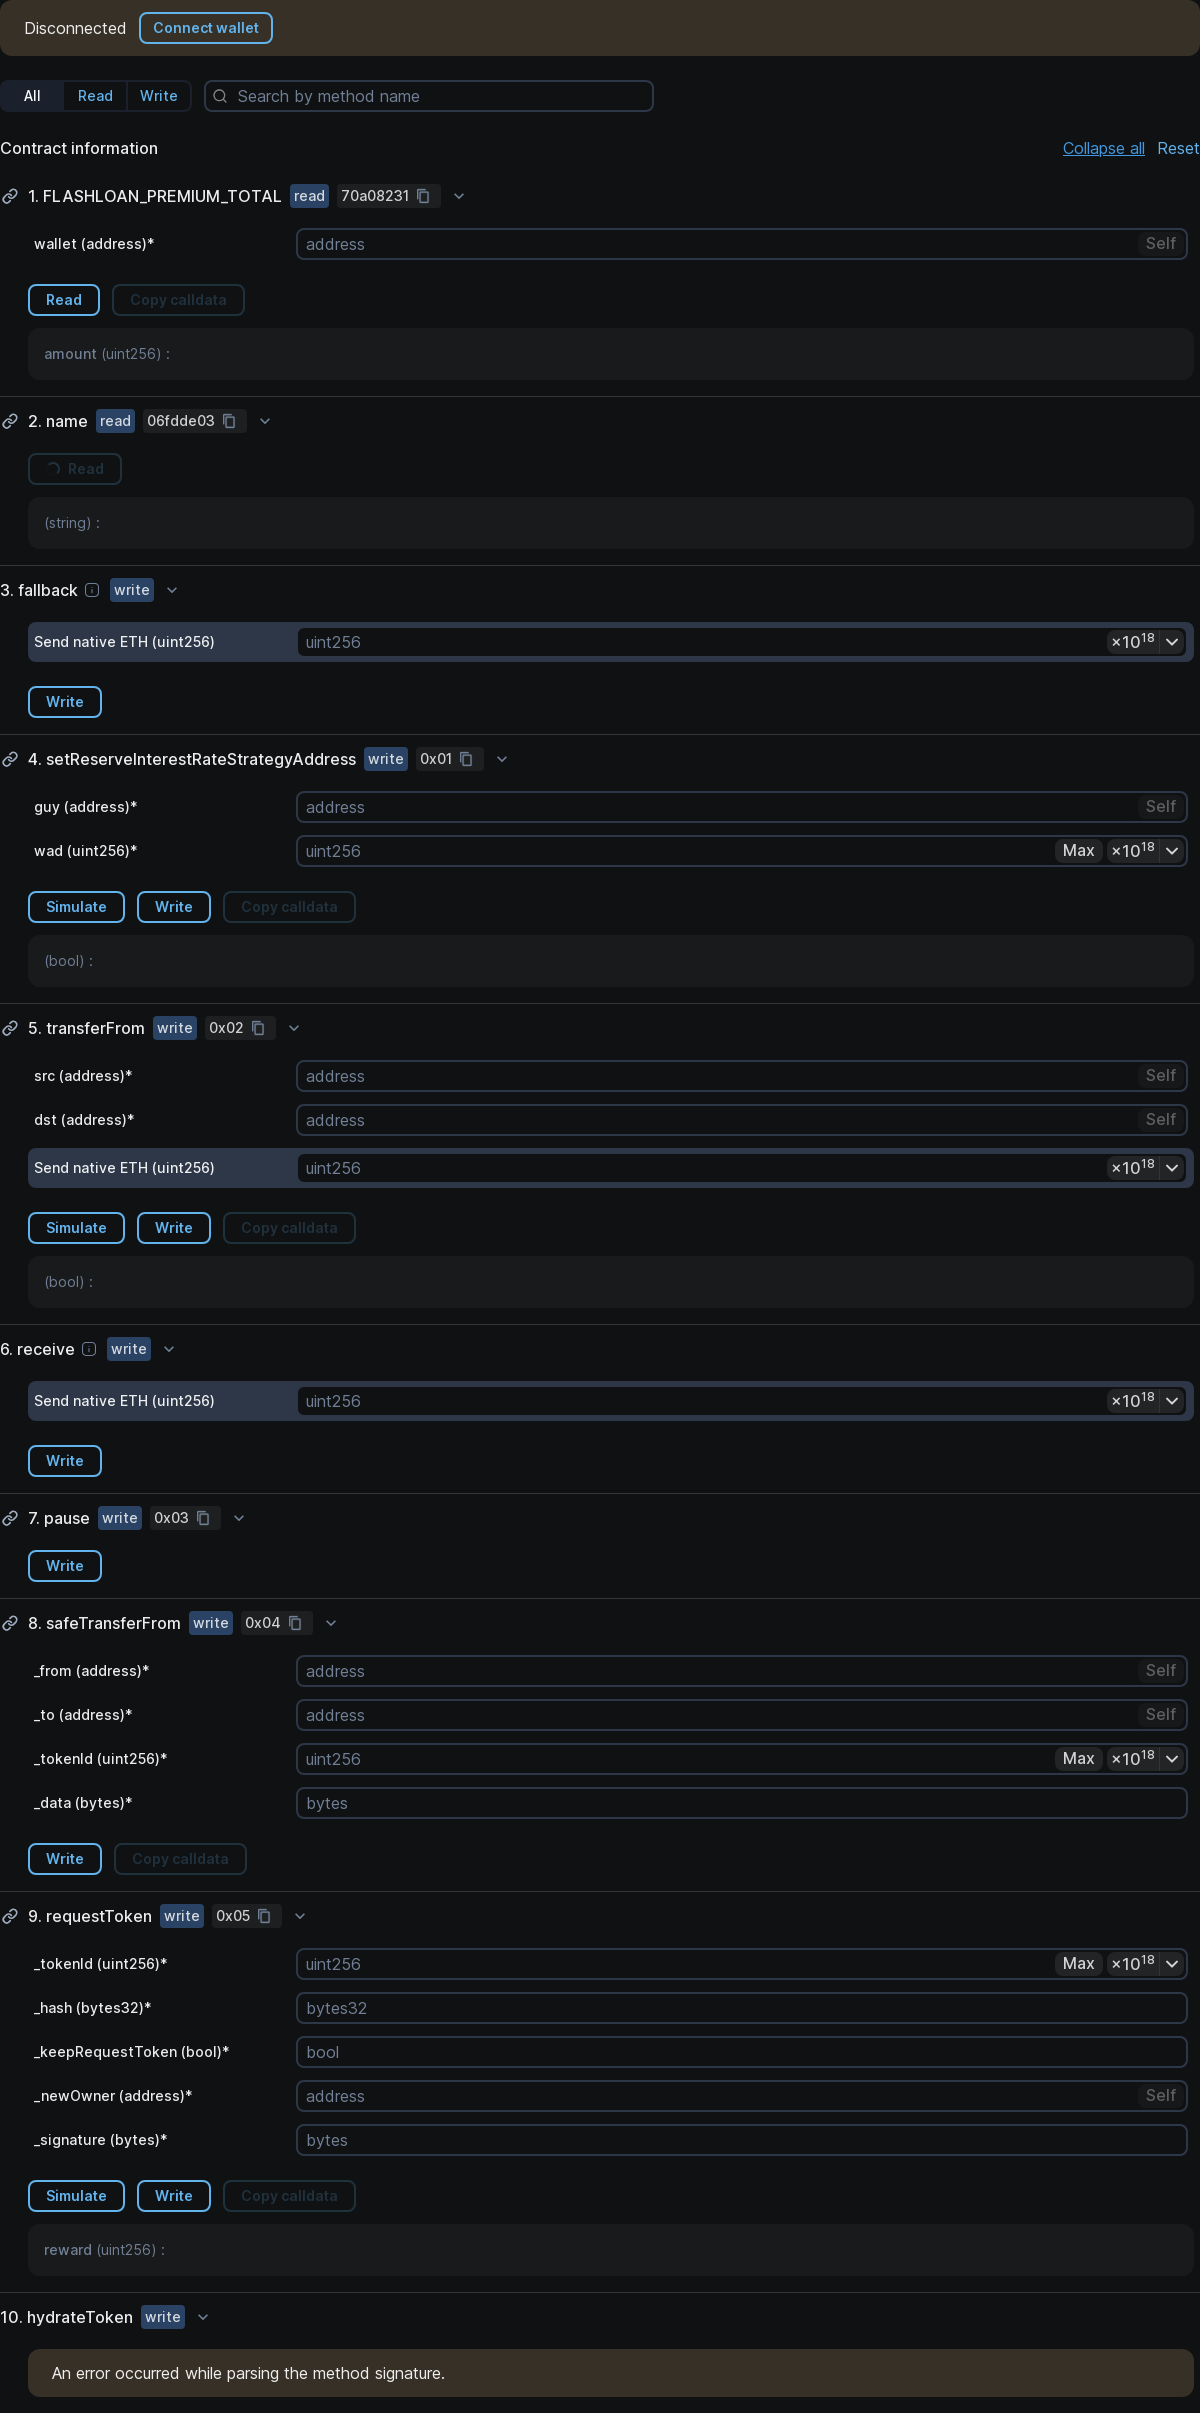 Disconnected Connect wallet
All Read Write Search by method name
Contract information Collapse all Reset
1. FLASHLOAN_PREMIUM_TOTAL read 70a08231
wallet (address)* address Self
Read Copy calldata
amount (uint256) :
2. name read 06fdde03
Read
(string) :
3. fallback write
Send native ETH (uint256) uint256 ×10^18
Write
4. setReserveInterestRateStrategyAddress write 0x01
guy (address)* address Self
wad (uint256)* uint256 Max ×10^18
Simulate Write Copy calldata
(bool) :
5. transferFrom write 0x02
src (address)* address Self
dst (address)* address Self
Send native ETH (uint256) uint256 ×10^18
Simulate Write Copy calldata
(bool) :
6. receive write
Send native ETH (uint256) uint256 ×10^18
Write
7. pause write 0x03
Write
8. safeTransferFrom write 0x04
_from (address)* address Self
_to (address)* address Self
_tokenId (uint256)* uint256 Max ×10^18
_data (bytes)* bytes
Write Copy calldata
9. requestToken write 0x05
_tokenId (uint256)* uint256 Max ×10^18
_hash (bytes32)* bytes32
_keepRequestToken (bool)* bool
_newOwner (address)* address Self
_signature (bytes)* bytes
Simulate Write Copy calldata
reward (uint256) :
10. hydrateToken write
An error occurred while parsing the method signature.